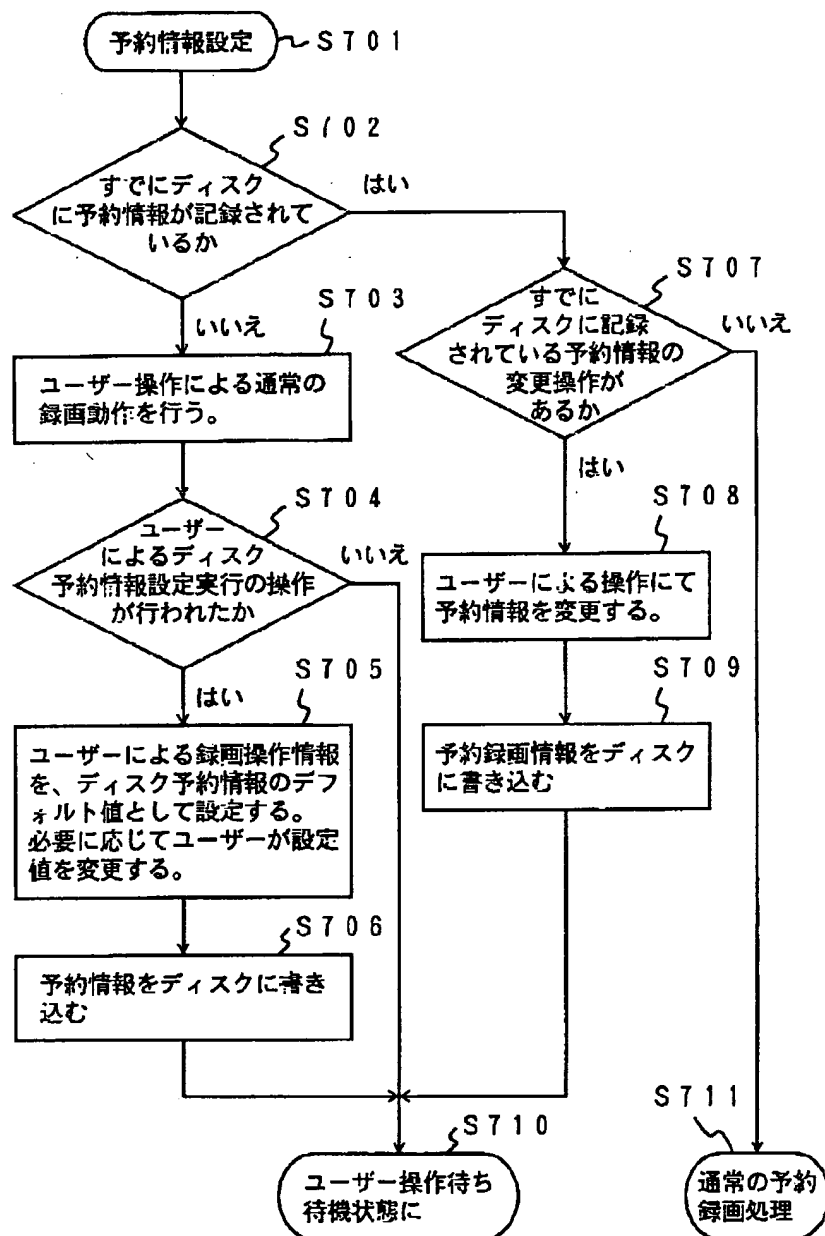 予約情報設定
S701
S702
すでにディスク
に予約情報が記録されて
いるか
はい
いいえ
S703
ユーザー操作による通常の
録画動作を行う。
S704
ユーザー
によるディスク
予約情報設定実行の操作
が行われたか
いいえ
はい
S705
ユーザーによる録画操作情報
を、ディスク予約情報のデフ
ォルト値として設定する。
必要に応じてユーザーが設定
値を変更する。
S706
予約情報をディスクに書き
込む
S707
すでに
ディスクに記録
されている予約情報の
変更操作が
あるか
いいえ
はい
S708
ユーザーによる操作にて
予約情報を変更する。
S709
予約録画情報をディスク
に書き込む
S710
ユーザー操作待ち
待機状態に
S711
通常の予約
録画処理